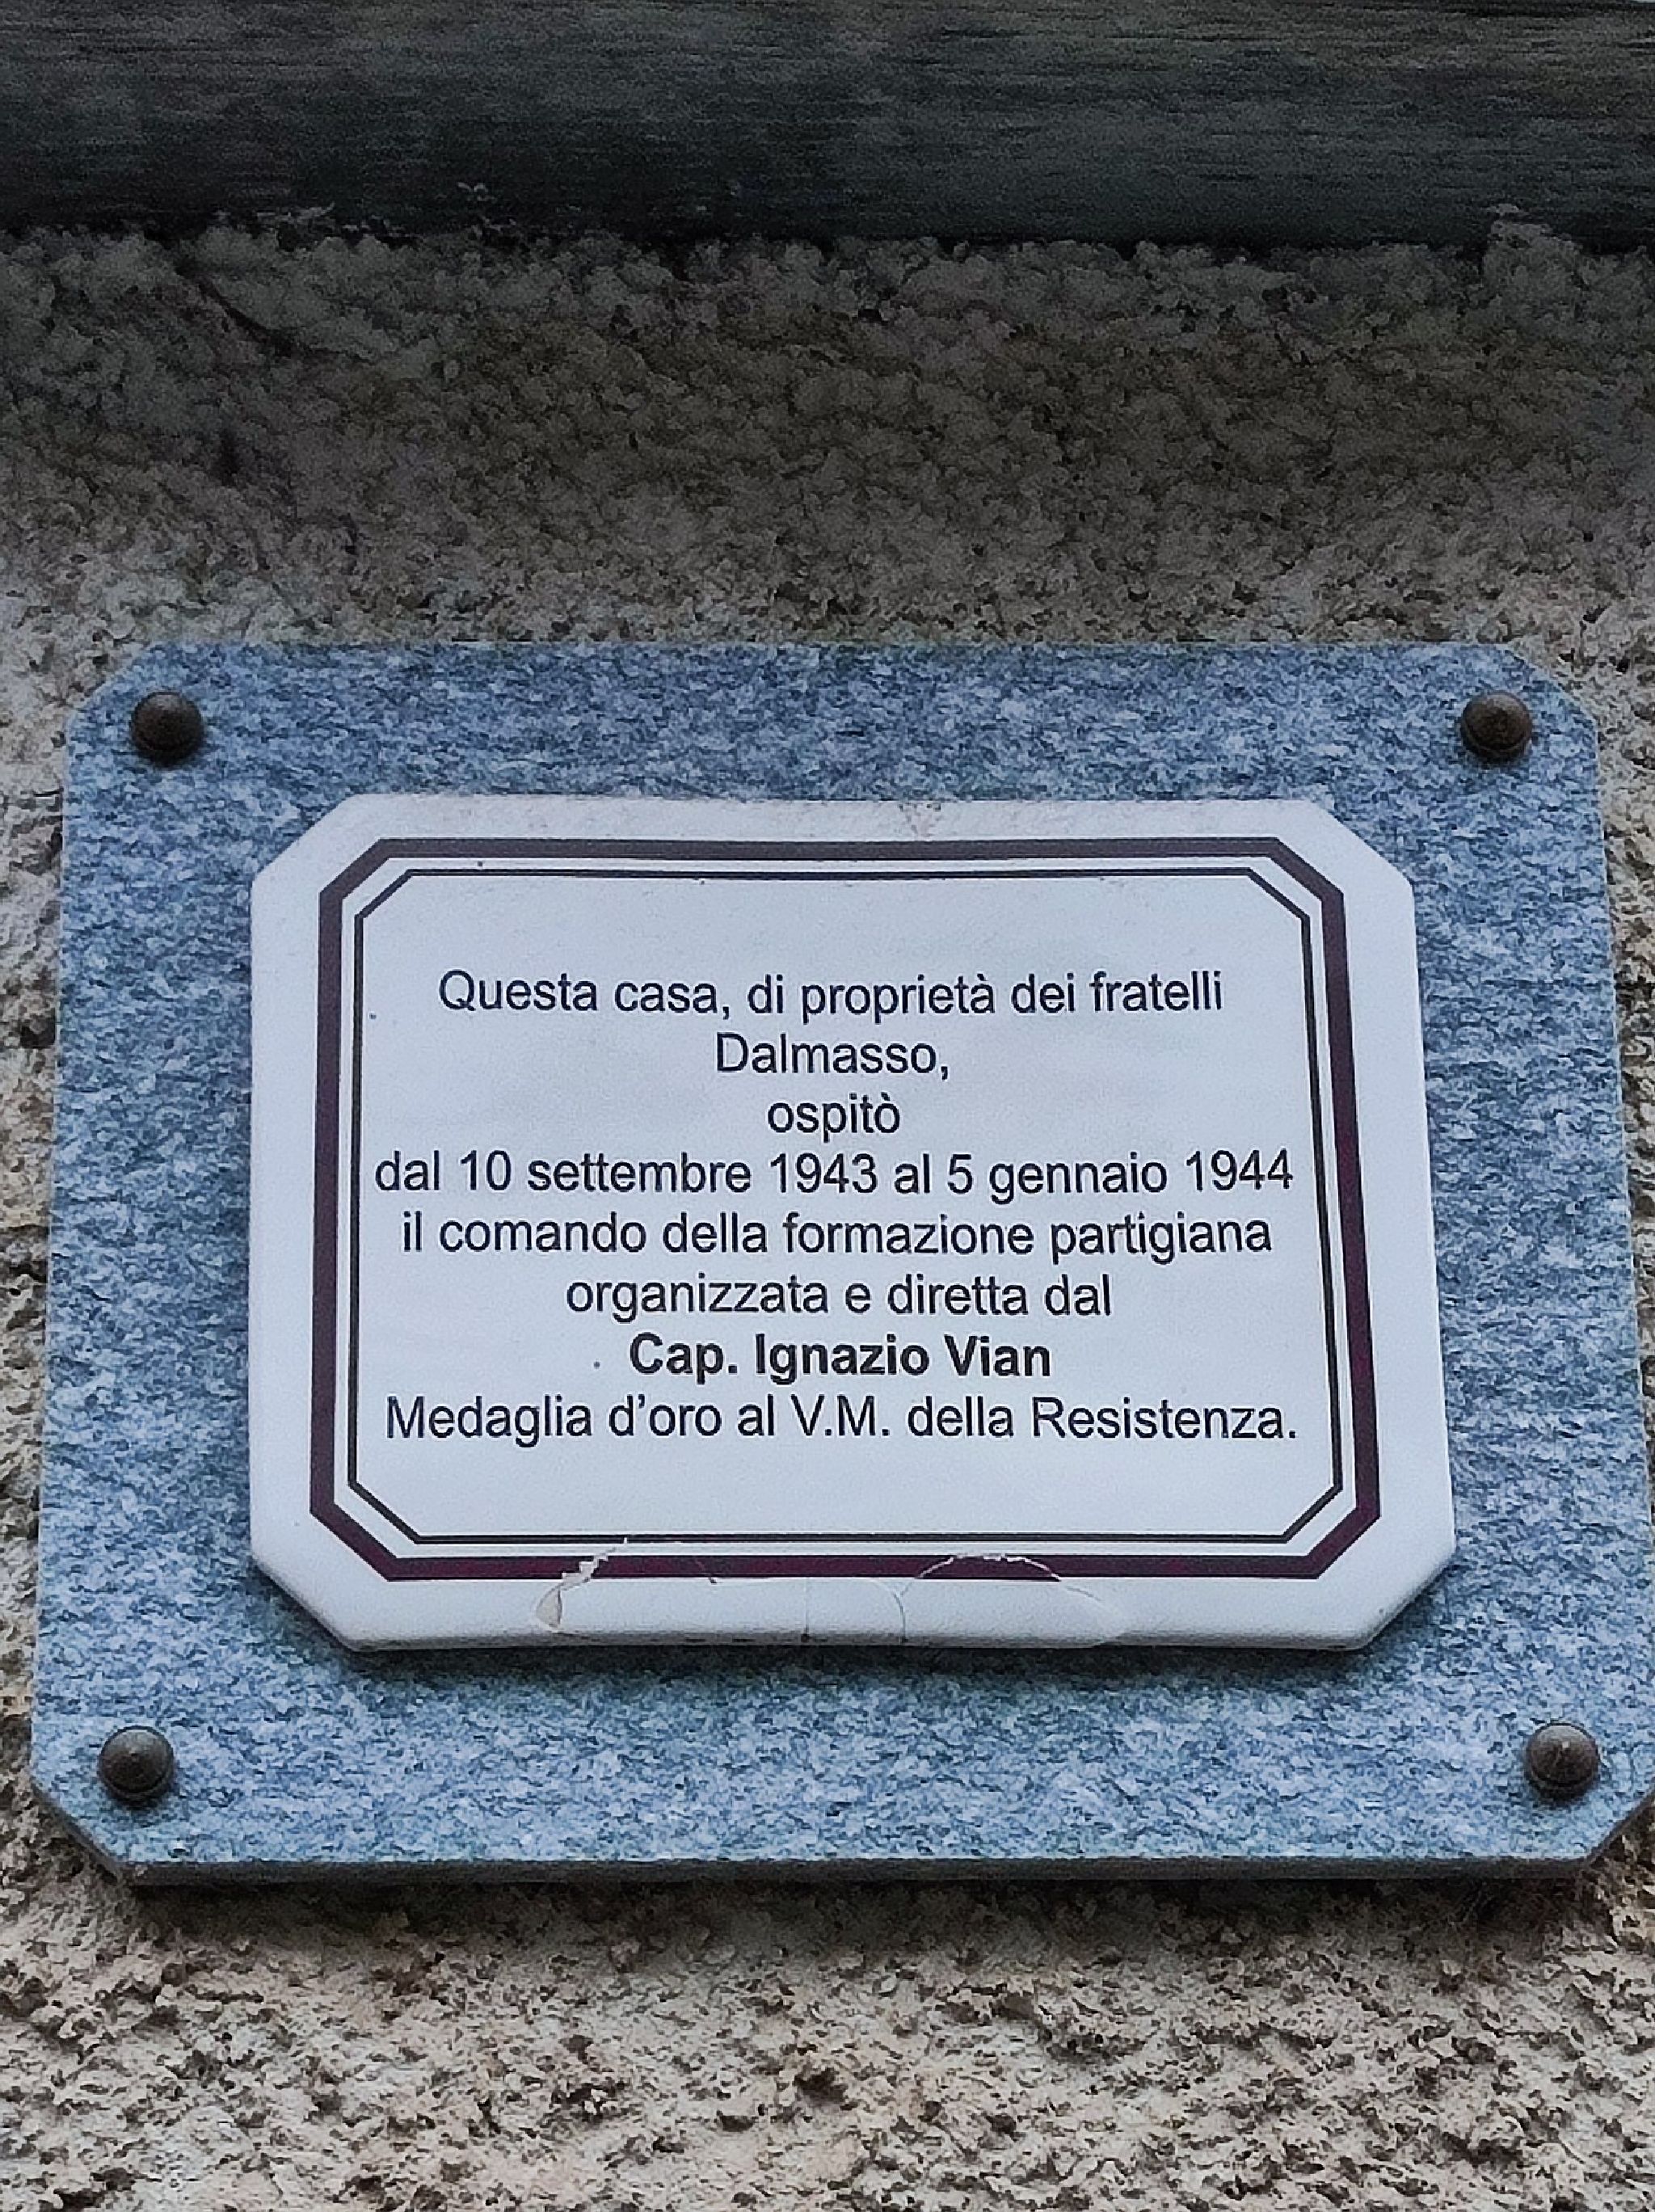 Questa casa, di proprietà dei fratelli
Dalmasso,
ospitò
dal 10 settembre 1943 al 5 gennaio 1944
il comando della formazione partigiana
organizzata e diretta dal
Cap. Ignazio Vian
Medaglia d’oro al V.M. della Resistenza.